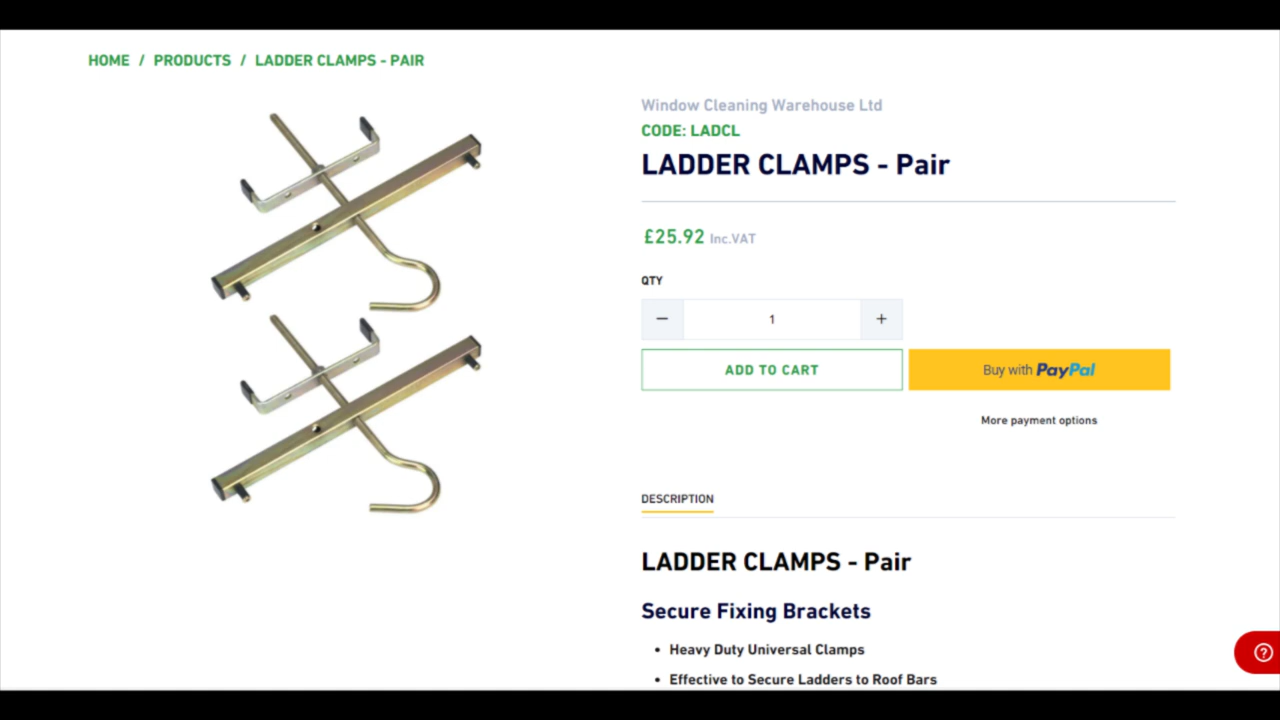 HOME / PRODUCTS / LADDER CLAMPS - PAIR
Window Cleaning Warehouse Ltd
CODE: LADCL
LADDER CLAMPS - Pair
£25.92 Inc.VAT
QTY
− 1 +
ADD TO CART
Buy with PayPal
More payment options
DESCRIPTION
LADDER CLAMPS - Pair
Secure Fixing Brackets
• Heavy Duty Universal Clamps
• Effective to Secure Ladders to Roof Bars
?